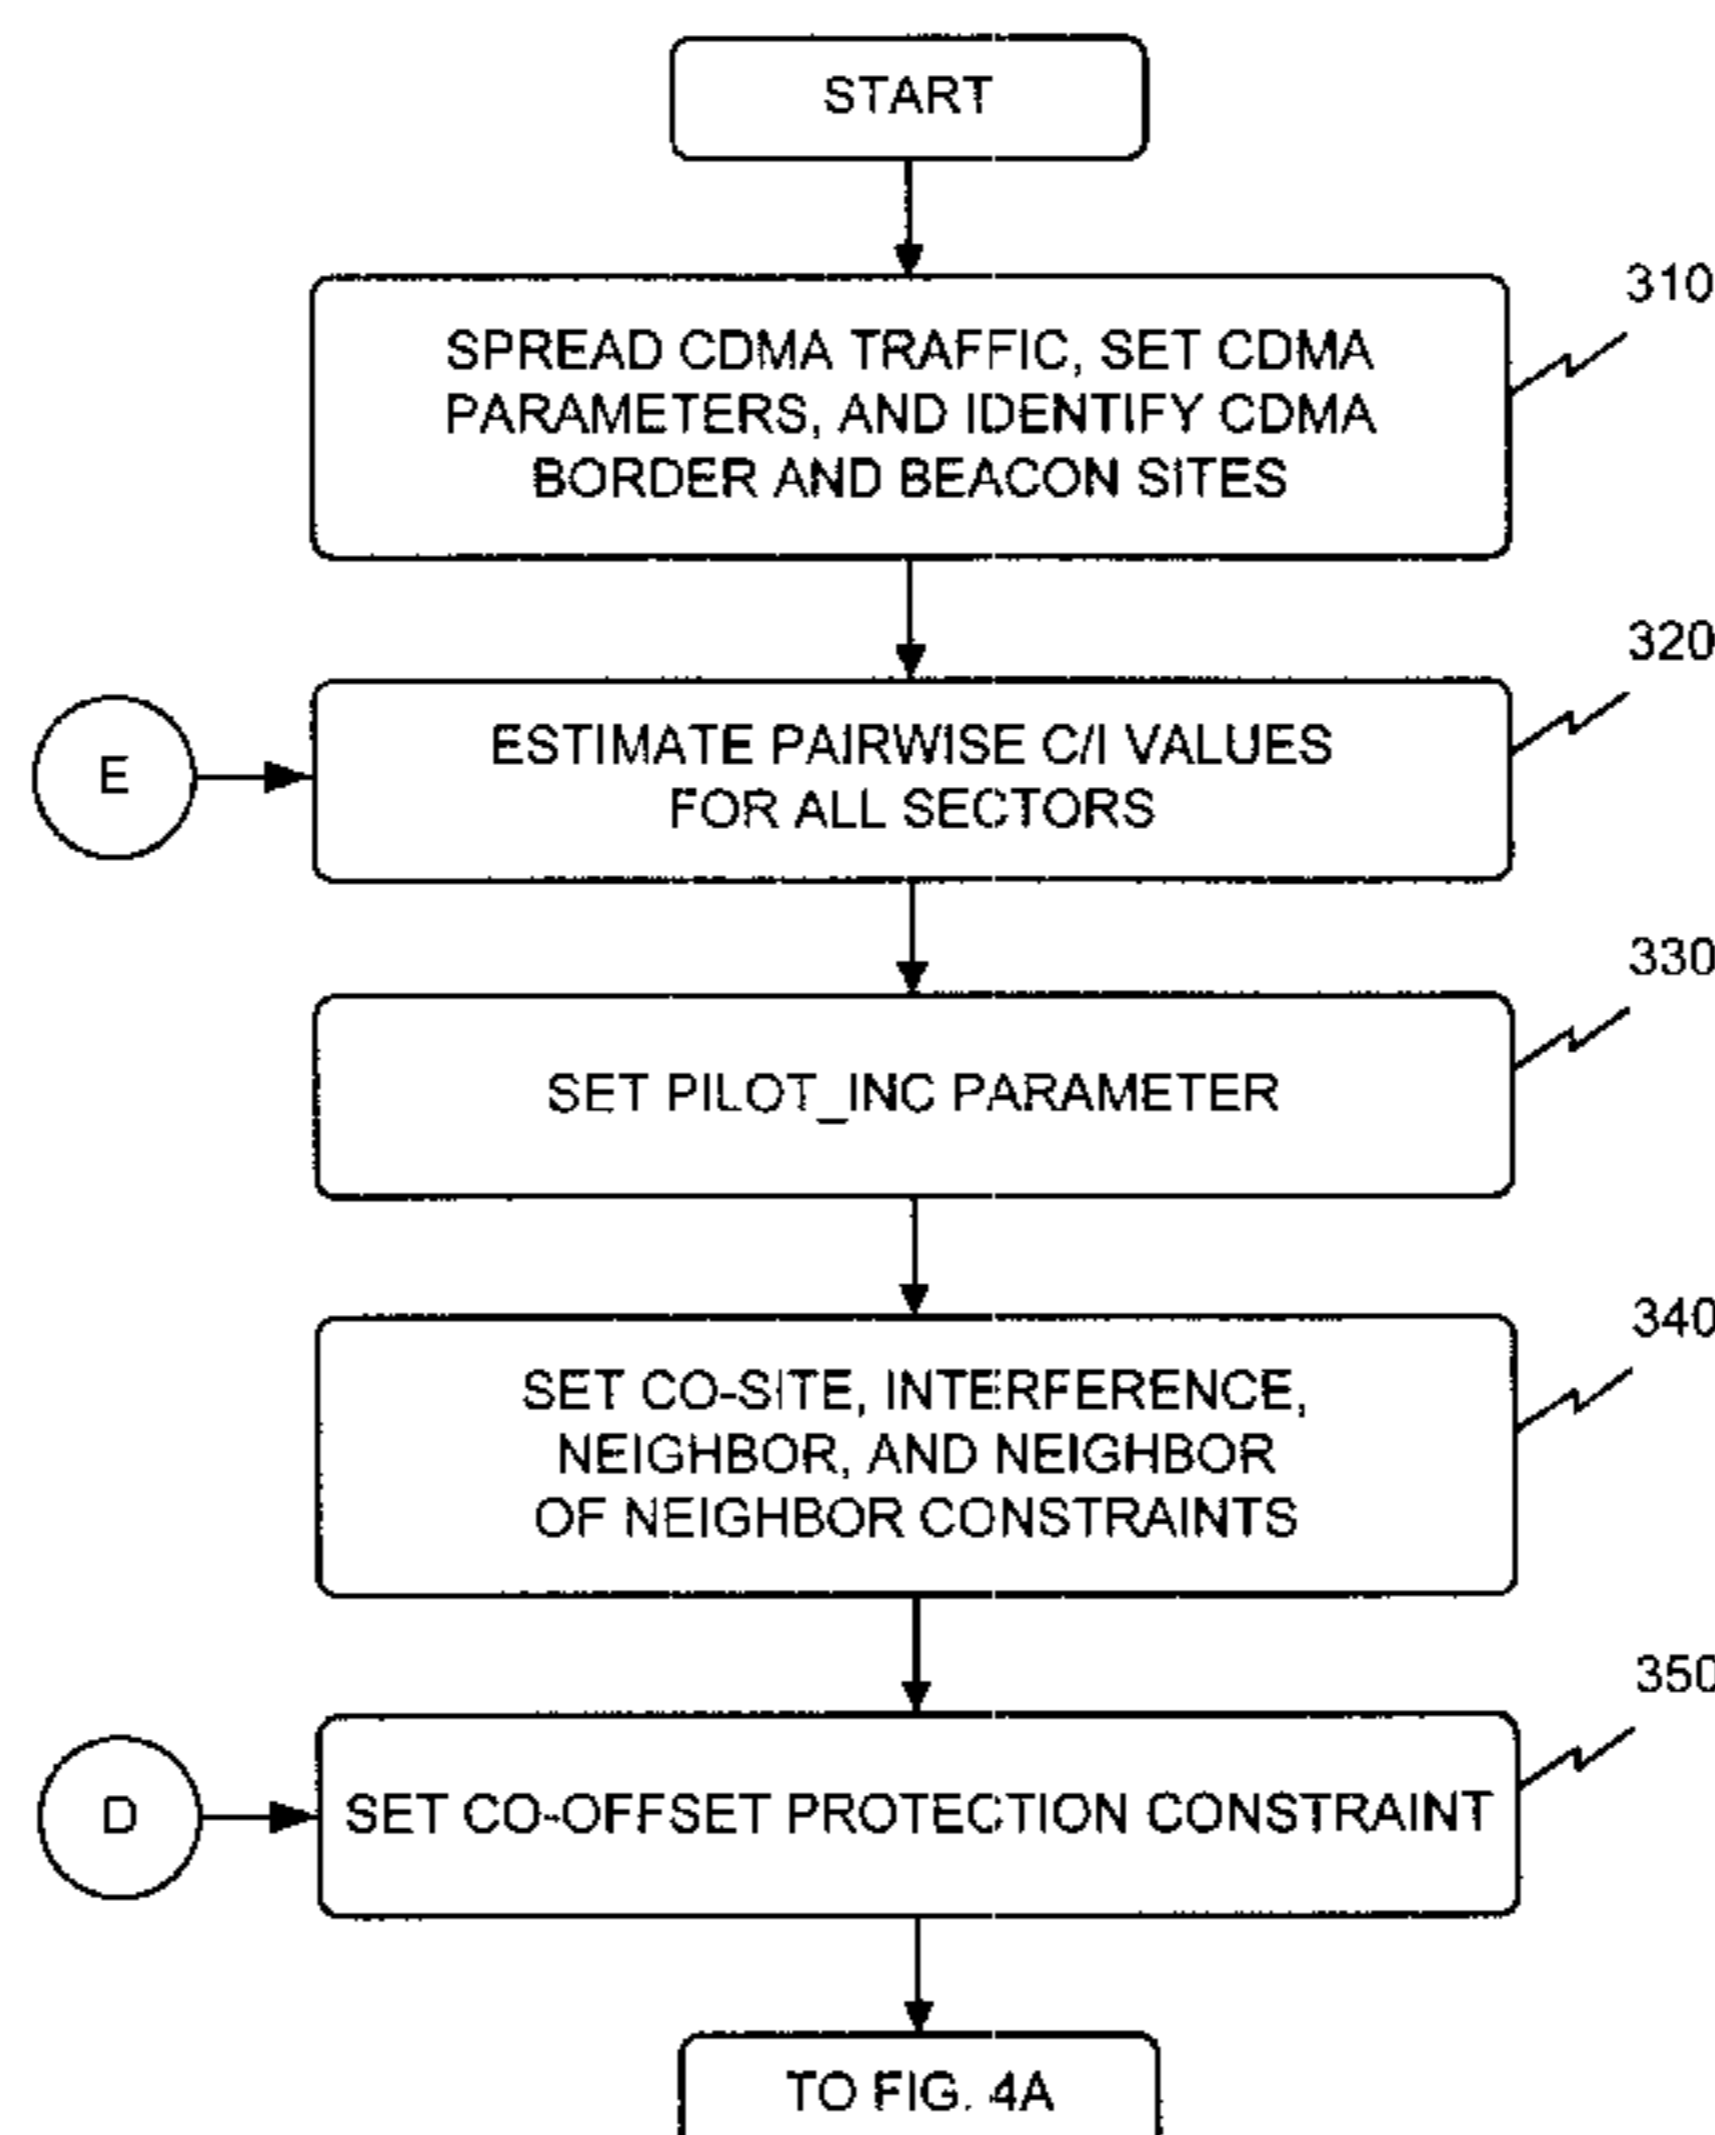 START
310
SPREAD CDMA TRAFFIC, SET CDMA
PARAMETERS, AND IDENTIFY CDMA
BORDER AND BEACON SITES
320
E
ESTIMATE PAIRWISE C/I VALUES
FOR ALL SECTORS
330
SET PILOT_INC PARAMETER
340
SET CO-SITE, INTERFERENCE,
NEIGHBOR, AND NEIGHBOR
OF NEIGHBOR CONSTRAINTS
350
D
SET CO-OFFSET PROTECTION CONSTRAINT
TO FIG. 4A